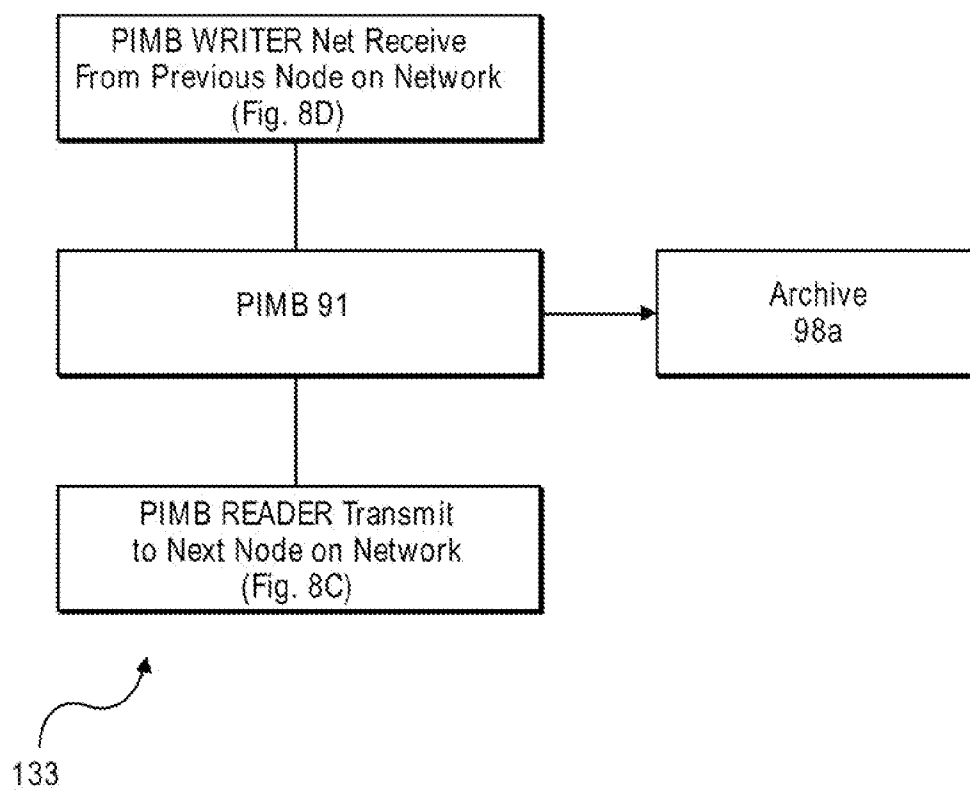 PIMB WRITER Net Receive
From Previous Node on Network
(Fig. 8D)
PIMB 91
Archive
98a
PIMB READER Transmit
to Next Node on Network
(Fig. 8C)
133